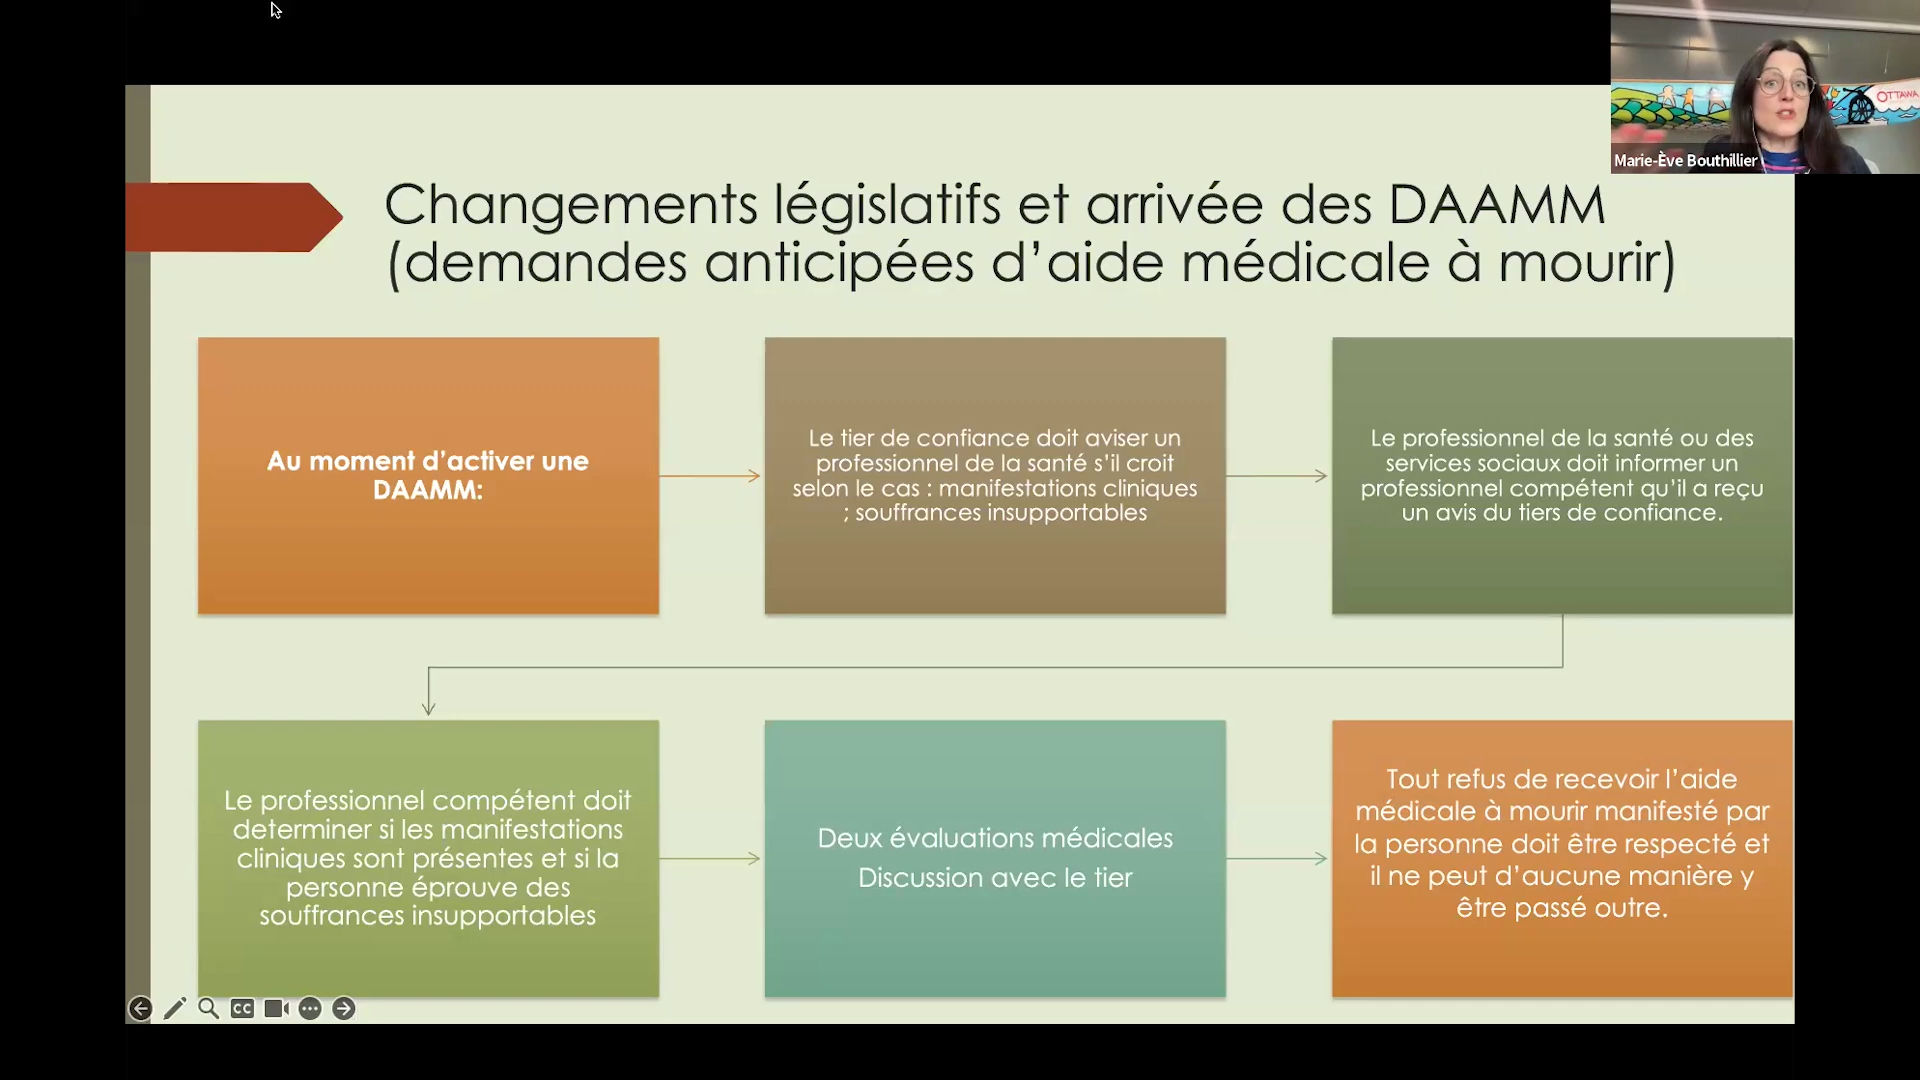 OTTAWA
Marie-Ève Bouthillier
Changements législatifs et arrivée des DAAMM
(demandes anticipées d’aide médicale à mourir)
Au moment d’activer une
DAAMM:
Le tier de confiance doit aviser un
professionnel de la santé s’il croit
selon le cas : manifestations cliniques
; souffrances insupportables
Le professionnel de la santé ou des
services sociaux doit informer un
professionnel compétent qu’il a reçu
un avis du tiers de confiance.
Le professionnel compétent doit
determiner si les manifestations
cliniques sont présentes et si la
personne éprouve des
souffrances insupportables
Deux évaluations médicales
Discussion avec le tier
Tout refus de recevoir l’aide
médicale à mourir manifesté par
la personne doit être respecté et
il ne peut d’aucune manière y
être passé outre.
CC